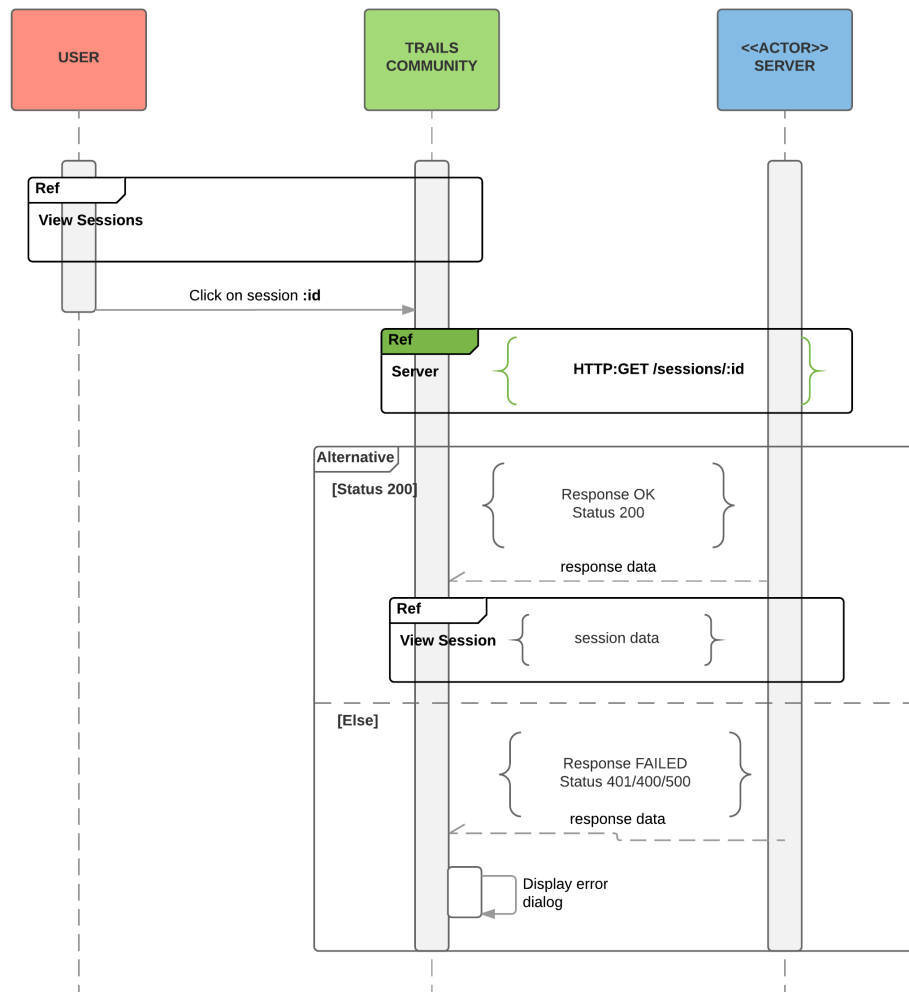 USER
TRAILS
COMMUNITY
<<ACTOR>>
SERVER
Ref
View Sessions
Click on session :id
Ref
Server
HTTP:GET /sessions/:id
Alternative
[Status 200]
Response OK
Status 200
response data
Ref
View Session
session data
[Else]
Response FAILED
Status 401/400/500
response data
Display error
dialog